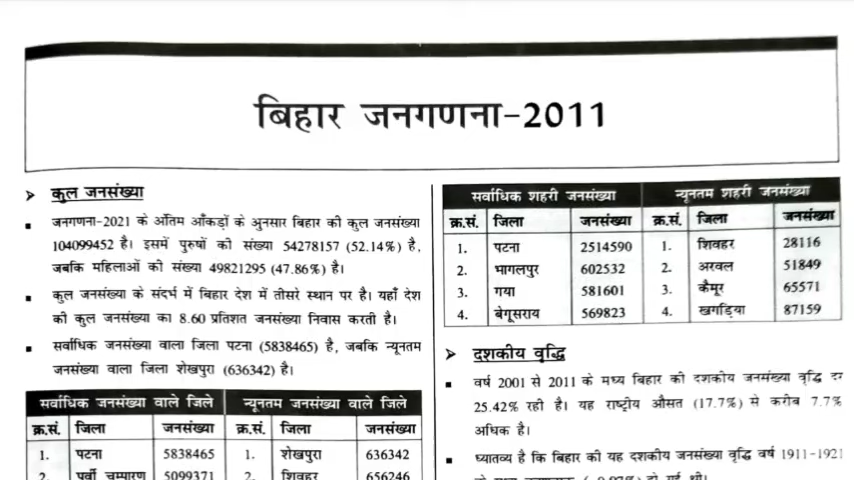 बिहार जनगणना-2011
➤ कुल जनसंख्या
▪ जनगणना-2021 के अंतिम आँकड़ों के अुनसार बिहार की कुल जनसंख्या
104099452 है। इसमें पुरुषों की संख्या 54278157 (52.14%) है,
जबकि महिलाओं की संख्या 49821295 (47.86%) है।
▪ कुल जनसंख्या के संदर्भ में बिहार देश में तीसरे स्थान पर है। यहाँ देश
की कुल जनसंख्या का 8.60 प्रतिशत जनसंख्या निवास करती है।
▪ सर्वाधिक जनसंख्या वाला जिला पटना (5838465) है, जबकि न्यूनतम
जनसंख्या वाला जिला शेखपुरा (636342) है।
सर्वाधिक जनसंख्या वाले जिले न्यूनतम जनसंख्या वाले जिले
क्र.सं. जिला जनसंख्या क्र.सं. जिला जनसंख्या
1. पटना 5838465 1. शेखपुरा 636342
2. पूर्वी चम्पारण 5099371 2. शिवहर 656246
सर्वाधिक शहरी जनसंख्या न्यूनतम शहरी जनसंख्या
क्र.सं. जिला जनसंख्या क्र.सं. जिला जनसंख्या
1. पटना 2514590 1. शिवहर 28116
2. भागलपुर 602532 2. अरवल 51849
3. गया 581601 3. कैमूर 65571
4. बेगूसराय 569823 4. खगड़िया 87159
➤ दशकीय वृद्धि
▪ वर्ष 2001 से 2011 के मध्य बिहार की दशकीय जनसंख्या वृद्धि
25.42% रही है। यह राष्ट्रीय औसत (17.7%) से करीब 7.7%
अधिक है।
▪ ध्यातव्य है कि बिहार की यह दशकीय जनसंख्या वृद्धि वर्ष 1911-1921